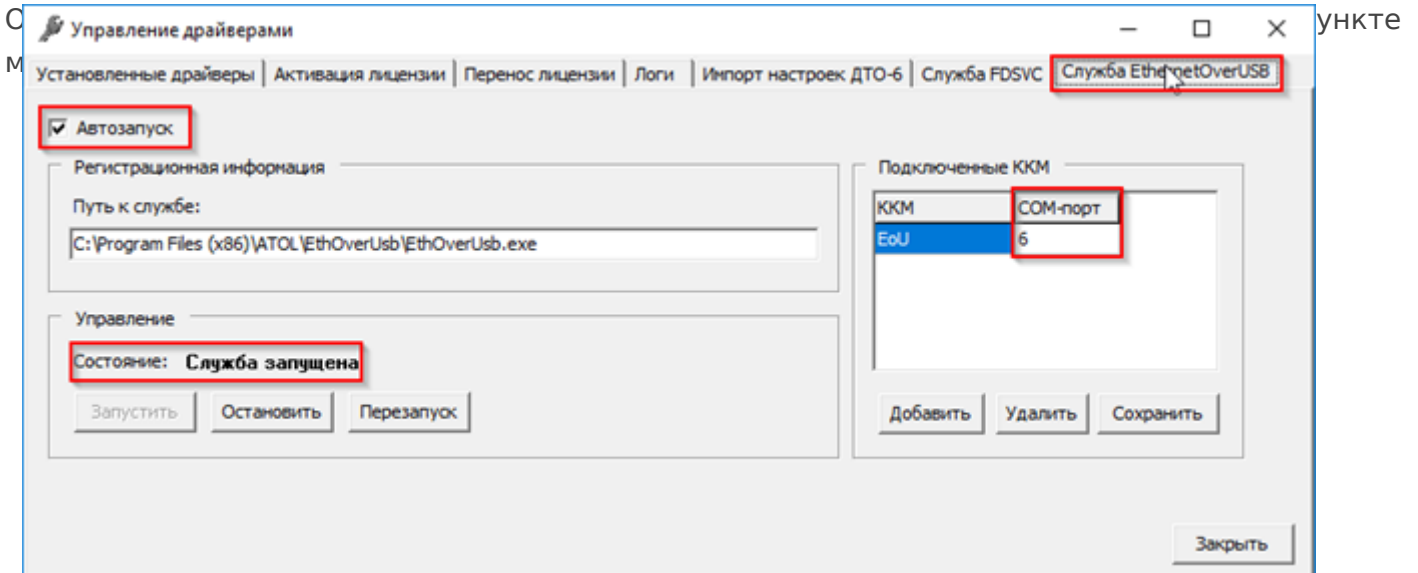 Управление драйверами
ункте
Установленные драйверы Активация лицензии Перенос лицензии Логи Импорт настроек ДТО-6 Служба FDSVC Служба EthernetOverUSB
Автозапуск
Регистрационная информация
Путь к службе:
C:\Program Files (x86)\ATOL\EthOverUsb\EthOverUsb.exe
Управление
Состояние: Служба запущена
Запустить Остановить Перезапуск
Подключенные ККМ
ККМ COM-порт
EoU 6
Добавить Удалить Сохранить
Закрыть